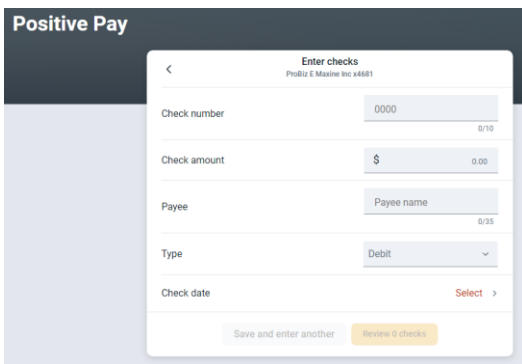 Positive Pay
Enter checks
ProBiz E Maxine Inc x4681
Check number
0000
0/10
Check amount
$ 0.00
Payee
Payee name
0/35
Type
Debit
Check date
Select
Save and enter another
Review 0 checks